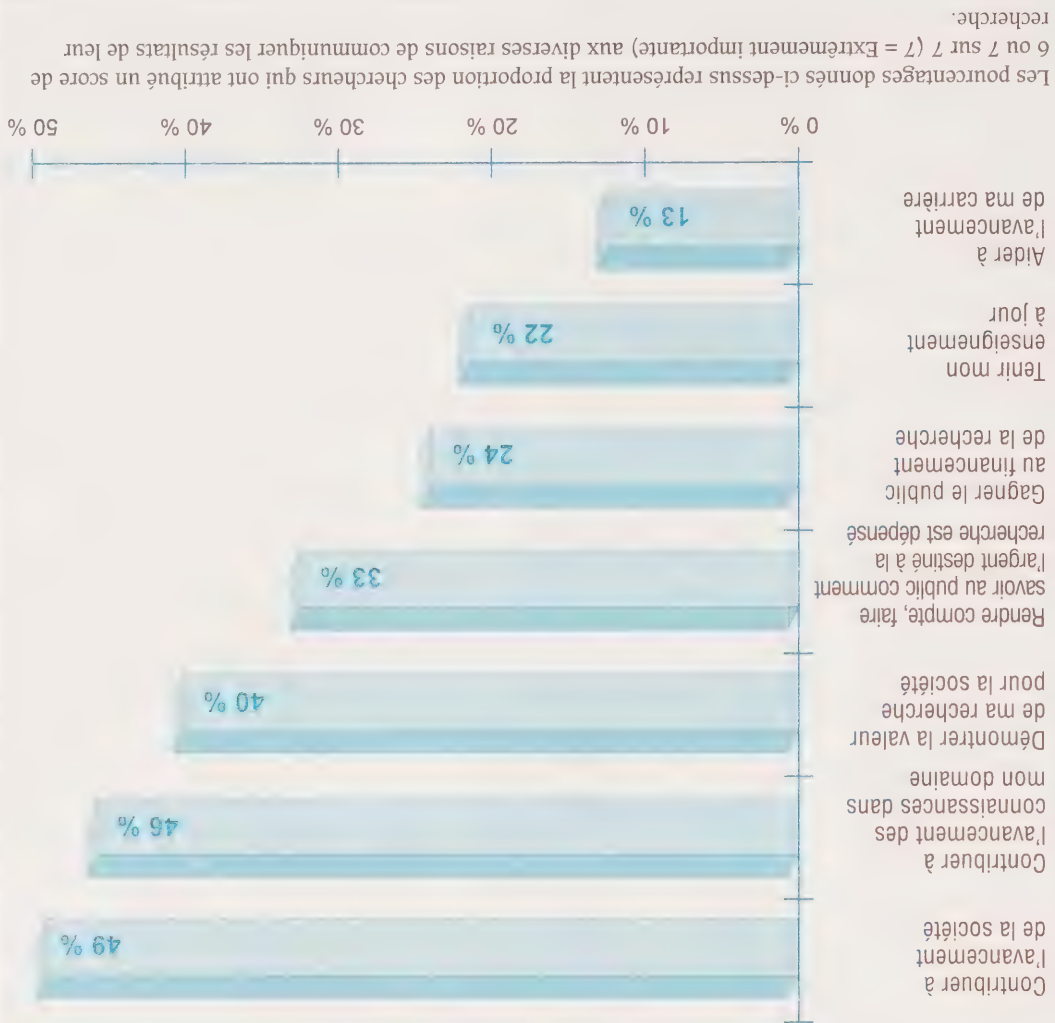 Contribuer à
l'avancement
de la société
49 %
Contribuer à
l'avancement des
connaissances dans
mon domaine
46 %
Démontrer la valeur
de ma recherche
pour la société
40 %
Rendre compte, faire
savoir au public comment
l'argent destiné à la
recherche est dépensé
33 %
Gagner le public
au financement
de la recherche
24 %
Tenir mon
enseignement
à jour
22 %
Aider à
l'avancement
de ma carrière
13 %
0 % 10 % 20 % 30 % 40 % 50 %
Les pourcentages donnés ci-dessus représentent la proportion des chercheurs qui ont attribué un score de
6 ou 7 sur 7 (7 = Extrêmement importante) aux diverses raisons de communiquer les résultats de leur
recherche.